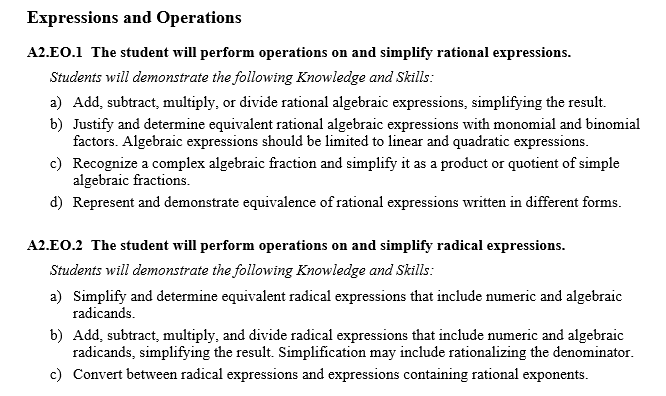 Expressions and Operations
A2.EO.1 The student will perform operations on and simplify rational expressions.
Students will demonstrate the following Knowledge and Skills:
a) Add, subtract, multiply, or divide rational algebraic expressions, simplifying the result.
b) Justify and determine equivalent rational algebraic expressions with monomial and binomial
factors. Algebraic expressions should be limited to linear and quadratic expressions.
c) Recognize a complex algebraic fraction and simplify it as a product or quotient of simple
algebraic fractions.
d) Represent and demonstrate equivalence of rational expressions written in different forms.
A2.EO.2 The student will perform operations on and simplify radical expressions.
Students will demonstrate the following Knowledge and Skills:
a) Simplify and determine equivalent radical expressions that include numeric and algebraic
radicands.
b) Add, subtract, multiply, and divide radical expressions that include numeric and algebraic
radicands, simplifying the result. Simplification may include rationalizing the denominator.
c) Convert between radical expressions and expressions containing rational exponents.